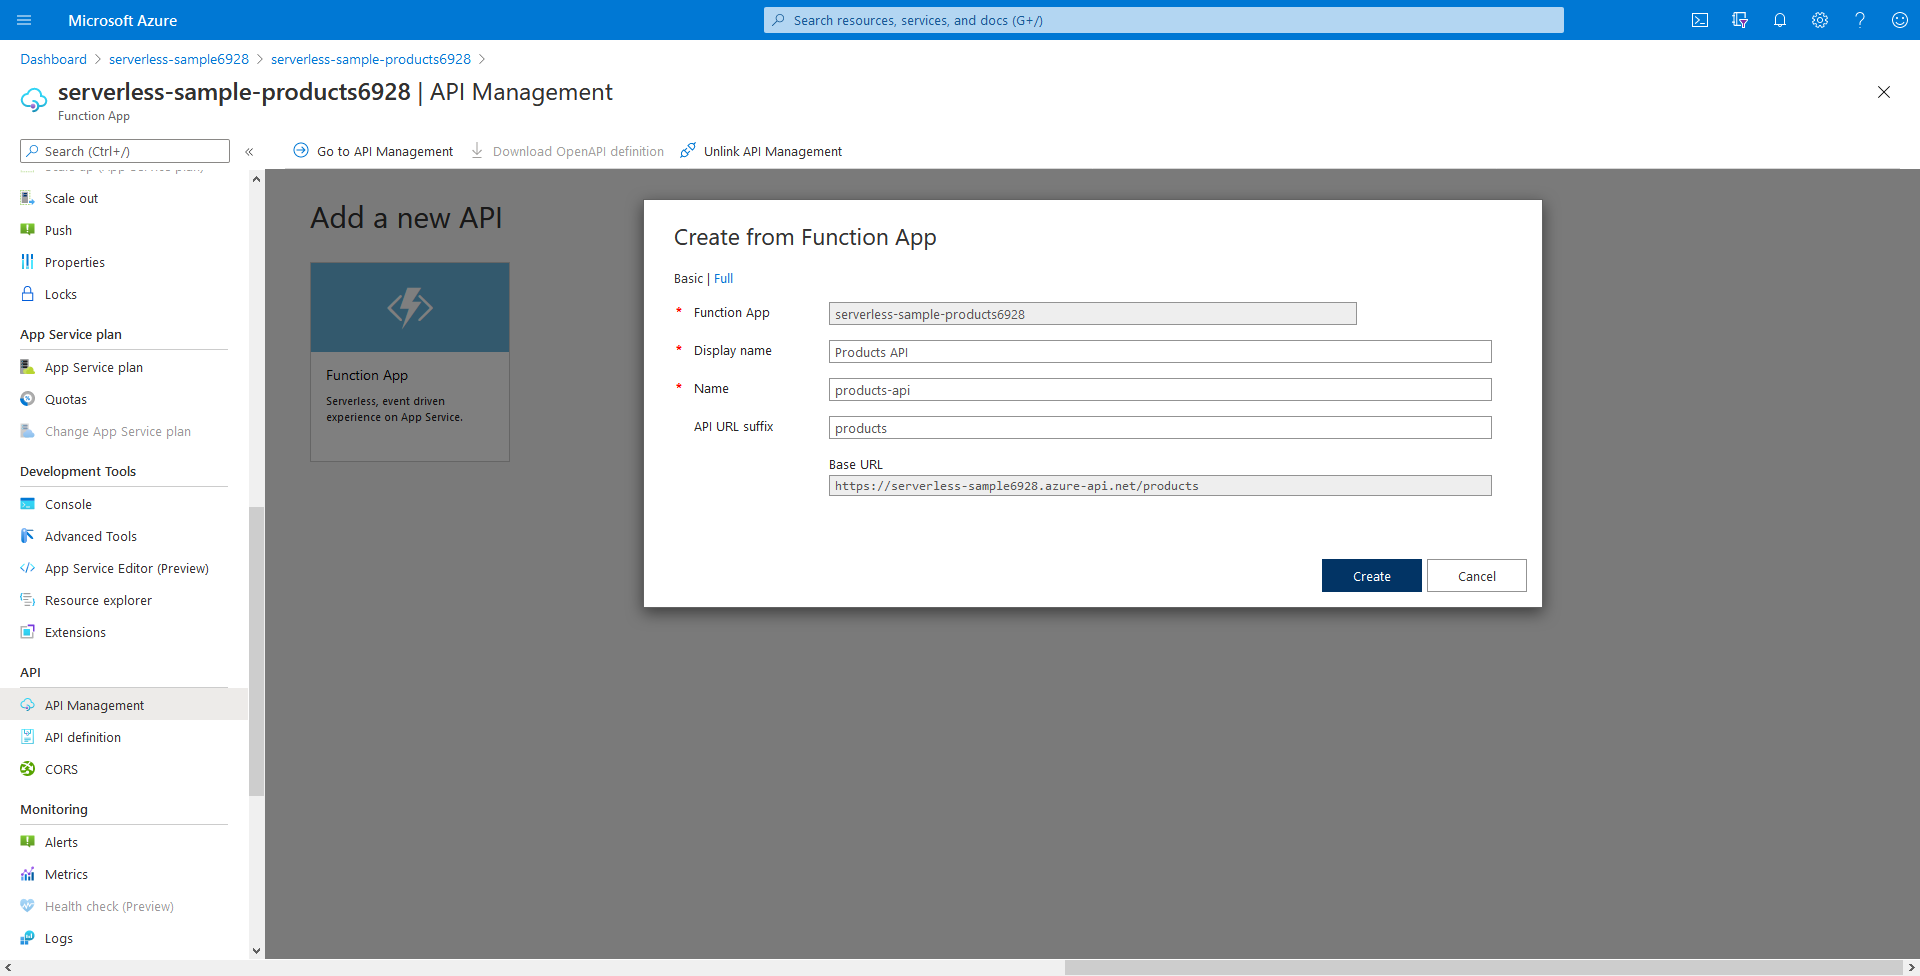 Microsoft Azure
Search resources, services, and docs (G+/)
Dashboard > serverless-sample6928 > serverless-sample-products6928 >
serverless-sample-products6928 | API Management
Function App
Search (Ctrl+/)
«
Go to API Management
Download OpenAPI definition
Unlink API Management
Scale up (App Service plan)
Scale out
Push
Properties
Locks
App Service plan
App Service plan
Quotas
Change App Service plan
Development Tools
Console
Advanced Tools
App Service Editor (Preview)
Resource explorer
Extensions
API
API Management
API definition
CORS
Monitoring
Alerts
Metrics
Health check (Preview)
Logs
Add a new API
Function App
Serverless, event driven
experience on App Service.
Create from Function App
Basic | Full
* Function App
serverless-sample-products6928
* Display name
Products API
* Name
products-api
API URL suffix
products
Base URL
https://serverless-sample6928.azure-api.net/products
Create
Cancel